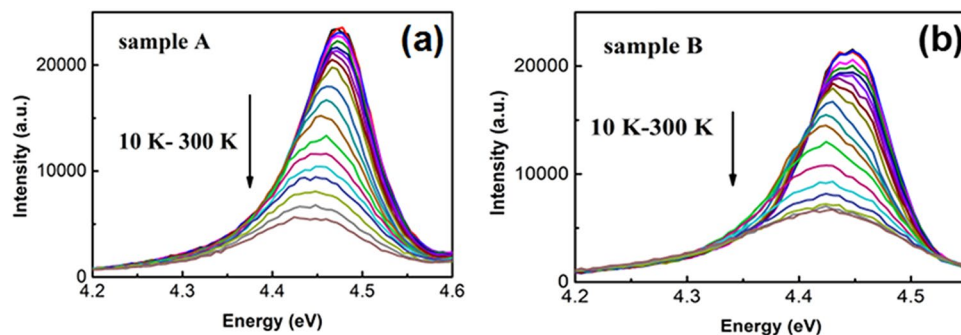 (a)
sample A
10 K- 300 K
Intensity (a.u.)
20000
10000
0
4.2 4.3 4.4 4.5 4.6
Energy (eV)
(b)
sample B
10 K-300 K
Intensity (a.u.)
20000
10000
0
4.2 4.3 4.4 4.5
Energy (eV)